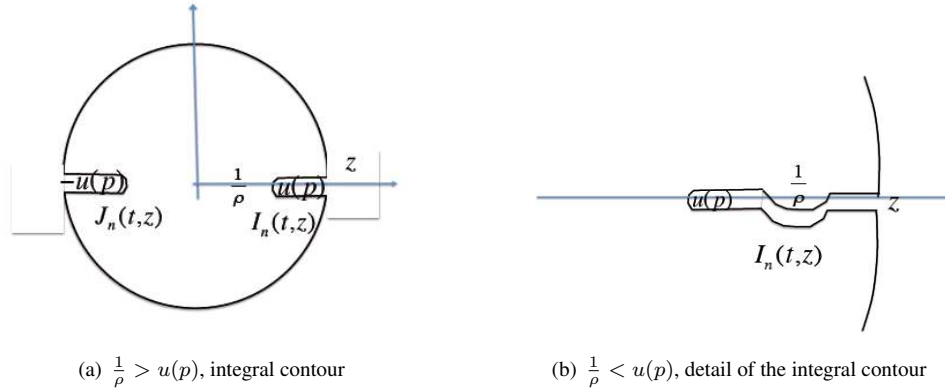 z
1/ρ
−u(p)
u(p)
J_n(t,z)
I_n(t,z)
1/ρ
u(p)
z
I_n(t,z)
(a) 1/ρ > u(p), integral contour
(b) 1/ρ < u(p), detail of the integral contour